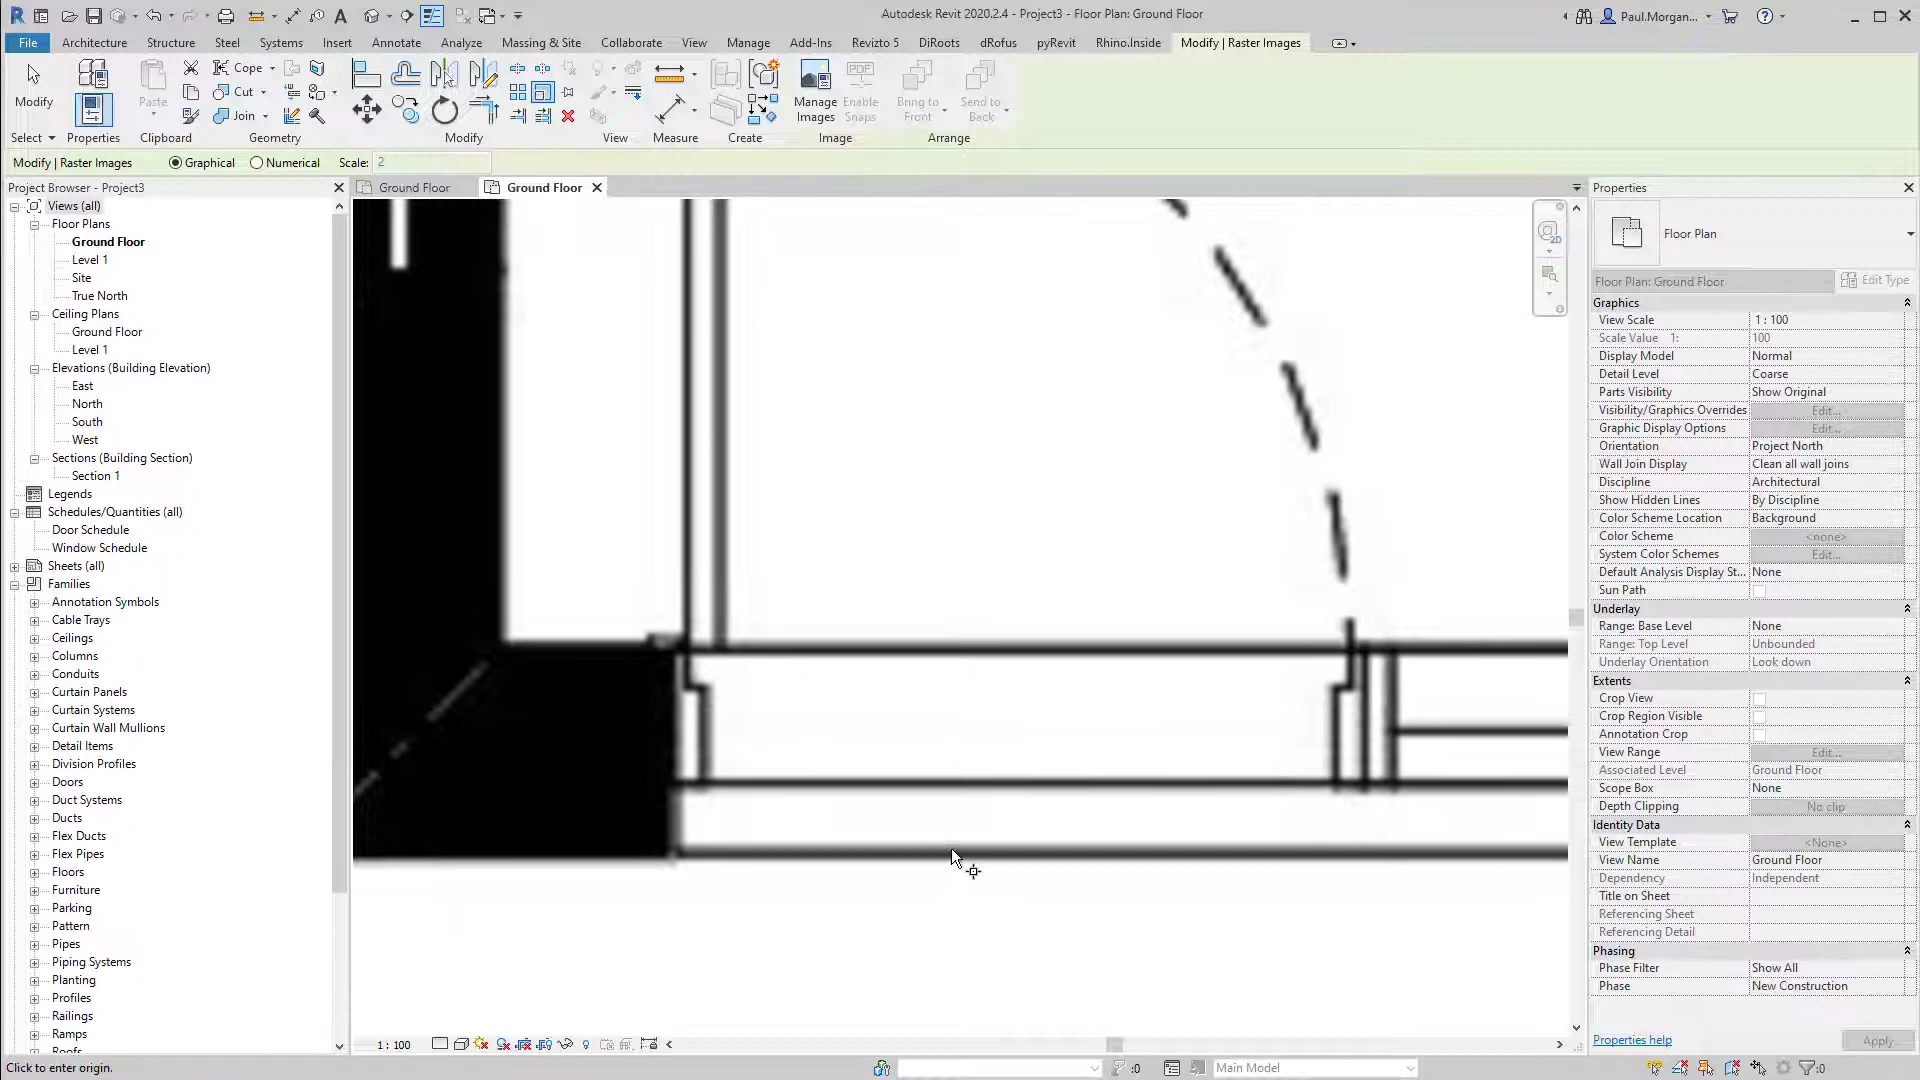 Autodesk Revit 2020.2.4 - Project3 - Floor Plan: Ground Floor
Paul.Morgan...
File Architecture Structure Steel Systems Insert Annotate Analyze Massing & Site Collaborate View Manage Add-Ins Revizto 5 DiRoots dRofus pyRevit Rhino.Inside Modify | Raster Images
Modify
Paste
Cope
Cut
Join
Manage Images
Enable Snaps
Bring to Front
Send to Back
Select Properties Clipboard Geometry Modify View Measure Create Image Arrange
Modify | Raster Images Graphical Numerical Scale: 2
Project Browser - Project3
Views (all)
Floor Plans
Ground Floor
Level 1
Site
True North
Ceiling Plans
Ground Floor
Level 1
Elevations (Building Elevation)
East
North
South
West
Sections (Building Section)
Section 1
Legends
Schedules/Quantities (all)
Door Schedule
Window Schedule
Sheets (all)
Families
Annotation Symbols
Cable Trays
Ceilings
Columns
Conduits
Curtain Panels
Curtain Systems
Curtain Wall Mullions
Detail Items
Division Profiles
Doors
Duct Systems
Ducts
Flex Ducts
Flex Pipes
Floors
Furniture
Parking
Pattern
Pipes
Piping Systems
Planting
Profiles
Railings
Ramps
Roofs
Ground Floor
Ground Floor
2D
1 : 100
Properties
Floor Plan
Floor Plan: Ground Floor Edit Type
Graphics
View Scale 1 : 100
Scale Value 1: 100
Display Model Normal
Detail Level Coarse
Parts Visibility Show Original
Visibility/Graphics Overrides Edit...
Graphic Display Options Edit...
Orientation Project North
Wall Join Display Clean all wall joins
Discipline Architectural
Show Hidden Lines By Discipline
Color Scheme Location Background
Color Scheme <none>
System Color Schemes Edit...
Default Analysis Display St... None
Sun Path
Underlay
Range: Base Level None
Range: Top Level Unbounded
Underlay Orientation Look down
Extents
Crop View
Crop Region Visible
Annotation Crop
View Range Edit...
Associated Level Ground Floor
Scope Box None
Depth Clipping No clip
Identity Data
View Template <None>
View Name Ground Floor
Dependency Independent
Title on Sheet
Referencing Sheet
Referencing Detail
Phasing
Phase Filter Show All
Phase New Construction
Properties help Apply
Click to enter origin.
:0
Main Model
:0